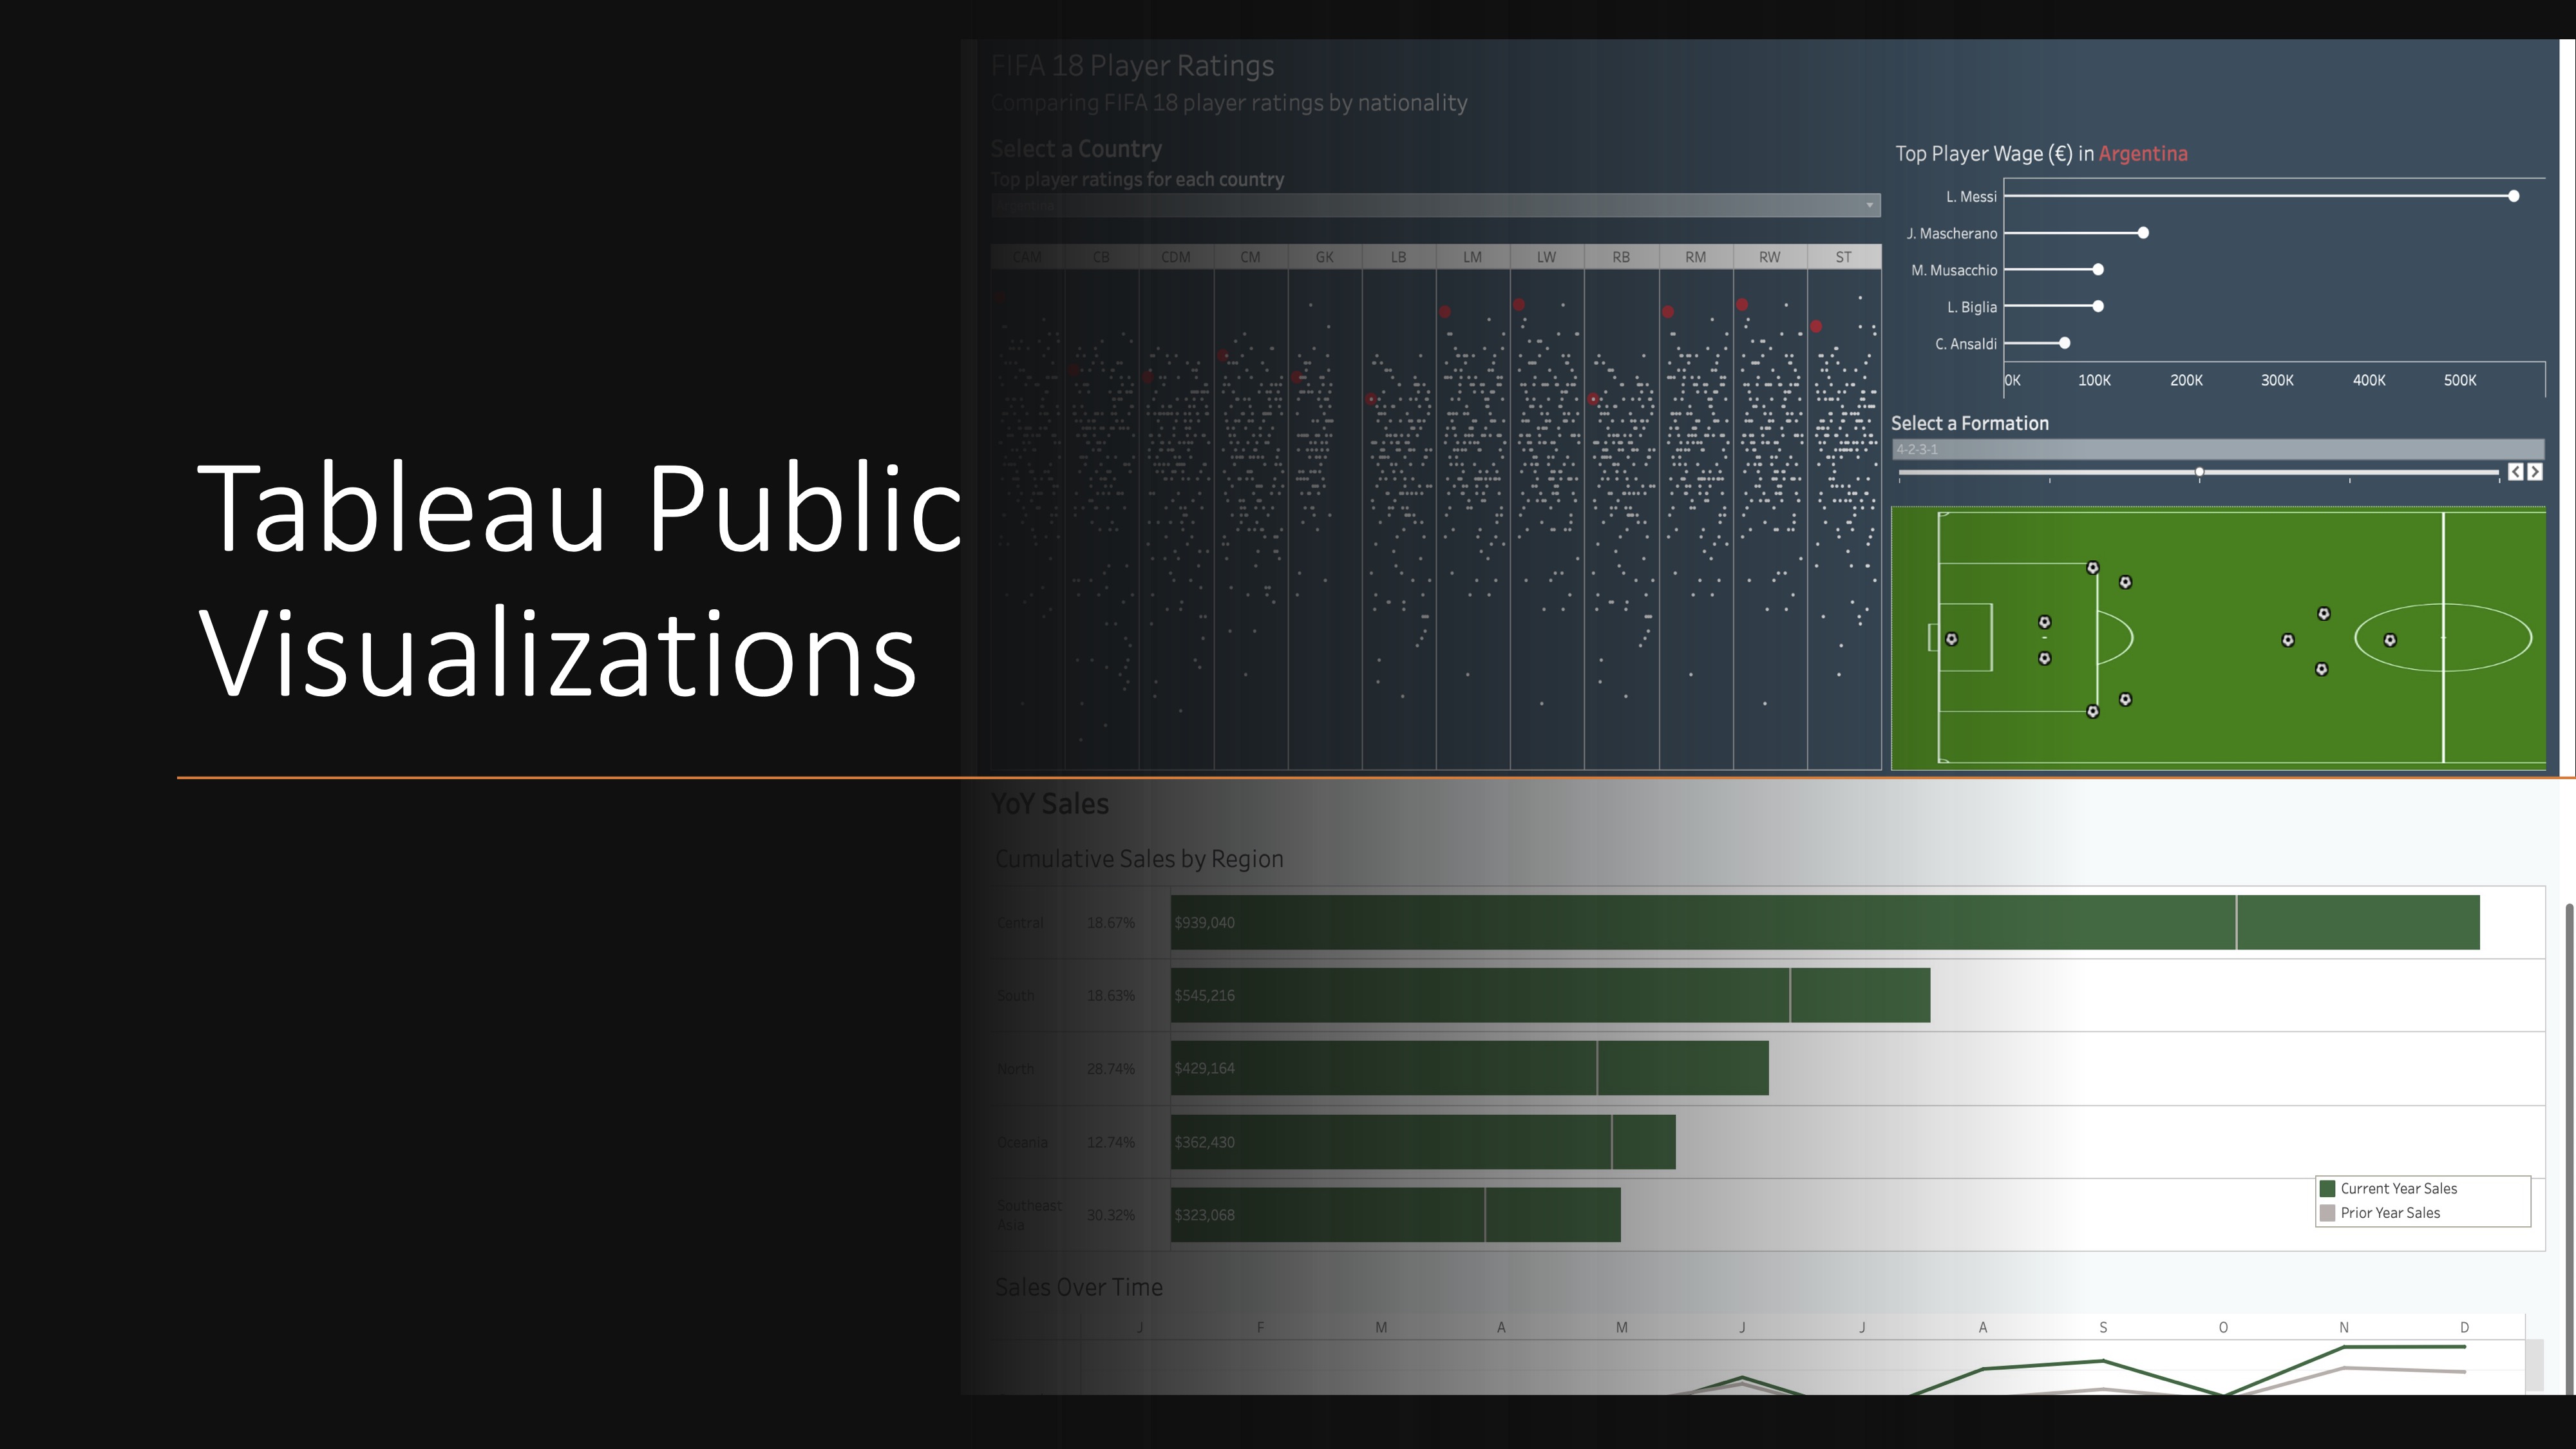 Tableau Public
Visualizations
FIFA 18 Player Ratings
Comparing FIFA 18 player ratings by nationality
Select a Country
Top player ratings for each country
CAM CB CDM CM GK LB LM LW RB RM RW ST
Top Player Wage (€) in Argentina
L. Messi
J. Mascherano
M. Musacchio
L. Biglia
C. Ansaldi
0K 100K 200K 300K 400K 500K
Select a Formation
4-2-3-1
YoY Sales
Cumulative Sales by Region
Central 18.67% $939,040
South 18.63% $545,216
North 28.74% $429,164
Oceania 12.74% $362,430
Southeast
Asia 30.32% $323,068
Current Year Sales
Prior Year Sales
Sales Over Time
J F M A M J J A S O N D